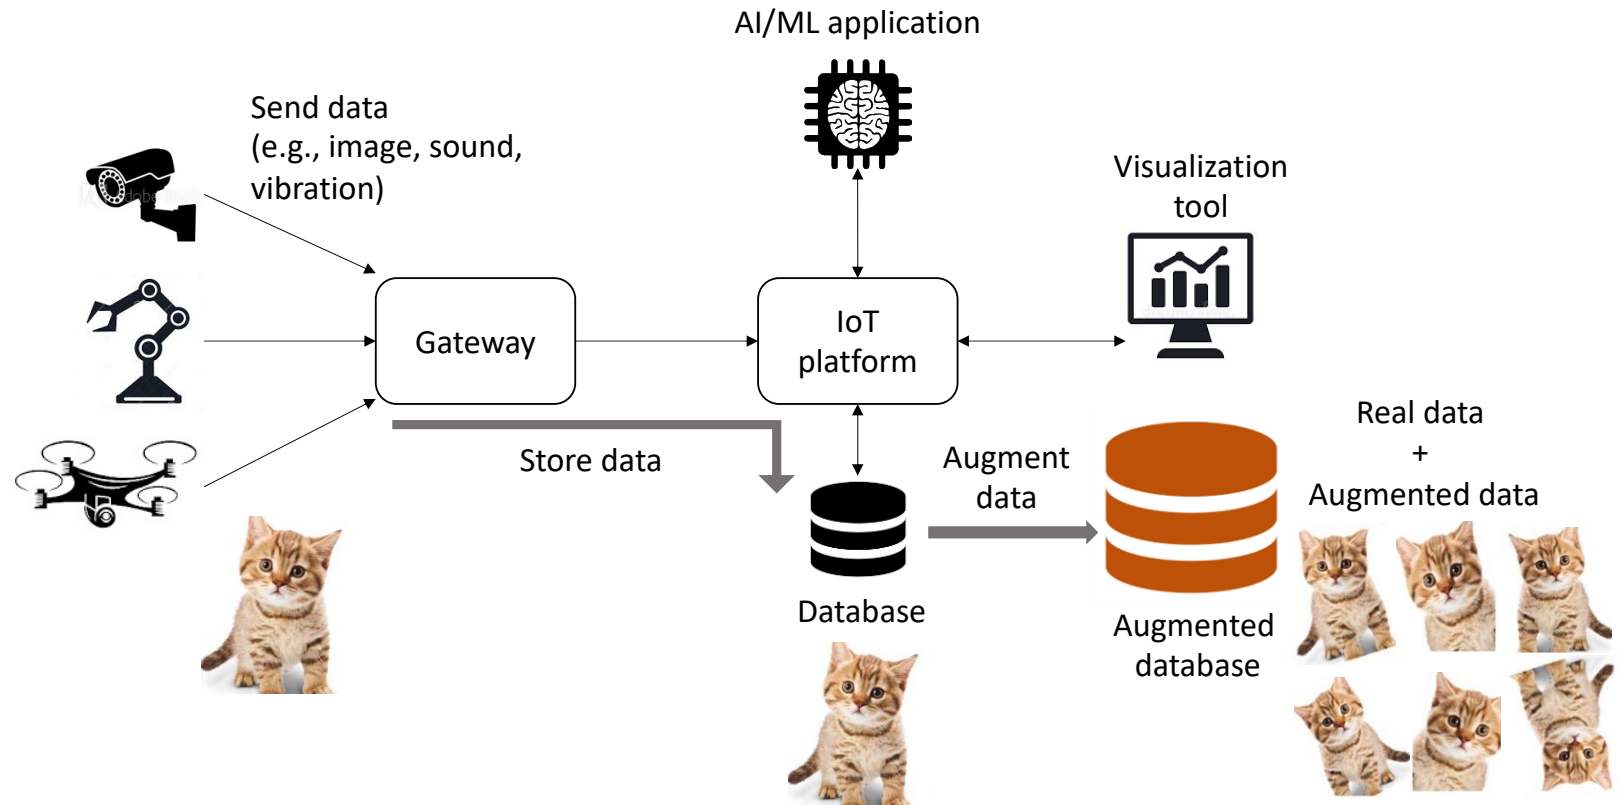 AI/ML application
Send data
(e.g., image, sound,
vibration)
Visualization
tool
Gateway
IoT
platform
Store data
Augment
data
Real data
+
Augmented data
Database
Augmented
database